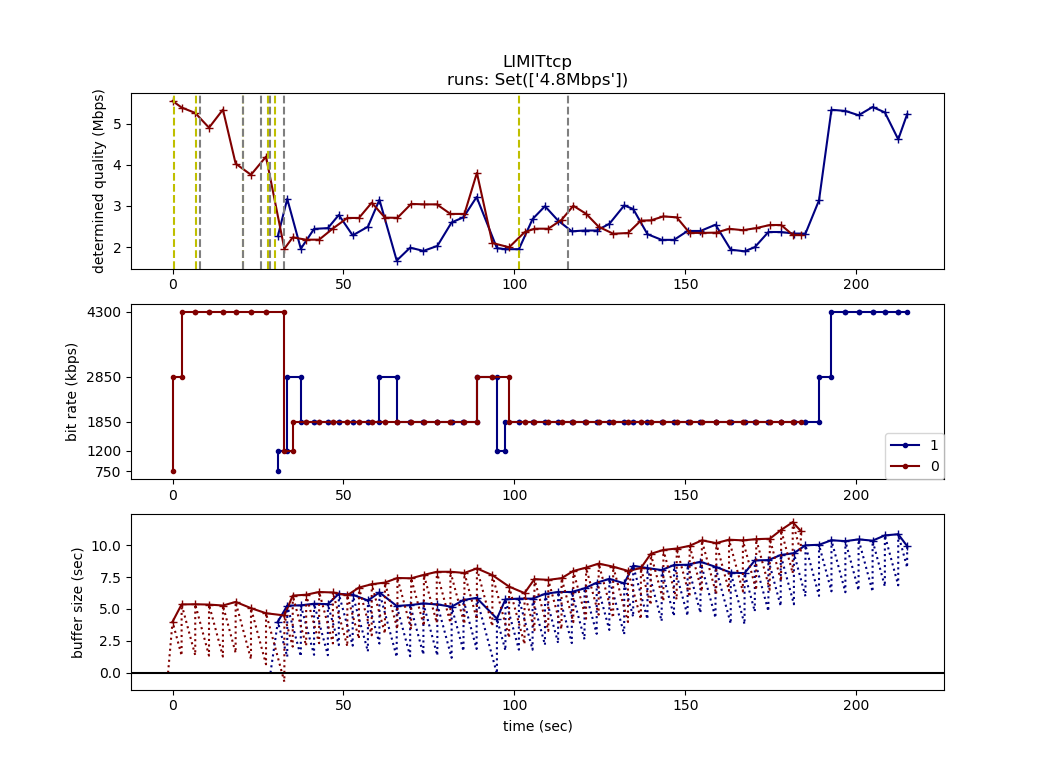 LIMITtcp
runs: Set(['4.8Mbps'])
determined quality (Mbps)
5
4
3
2
0 50 100 150 200
bit rate (kbps)
4300
2850
1850
1200
750
1
0
0 50 100 150 200
buffer size (sec)
10.0
7.5
5.0
2.5
0.0
0 50 100 150 200
time (sec)